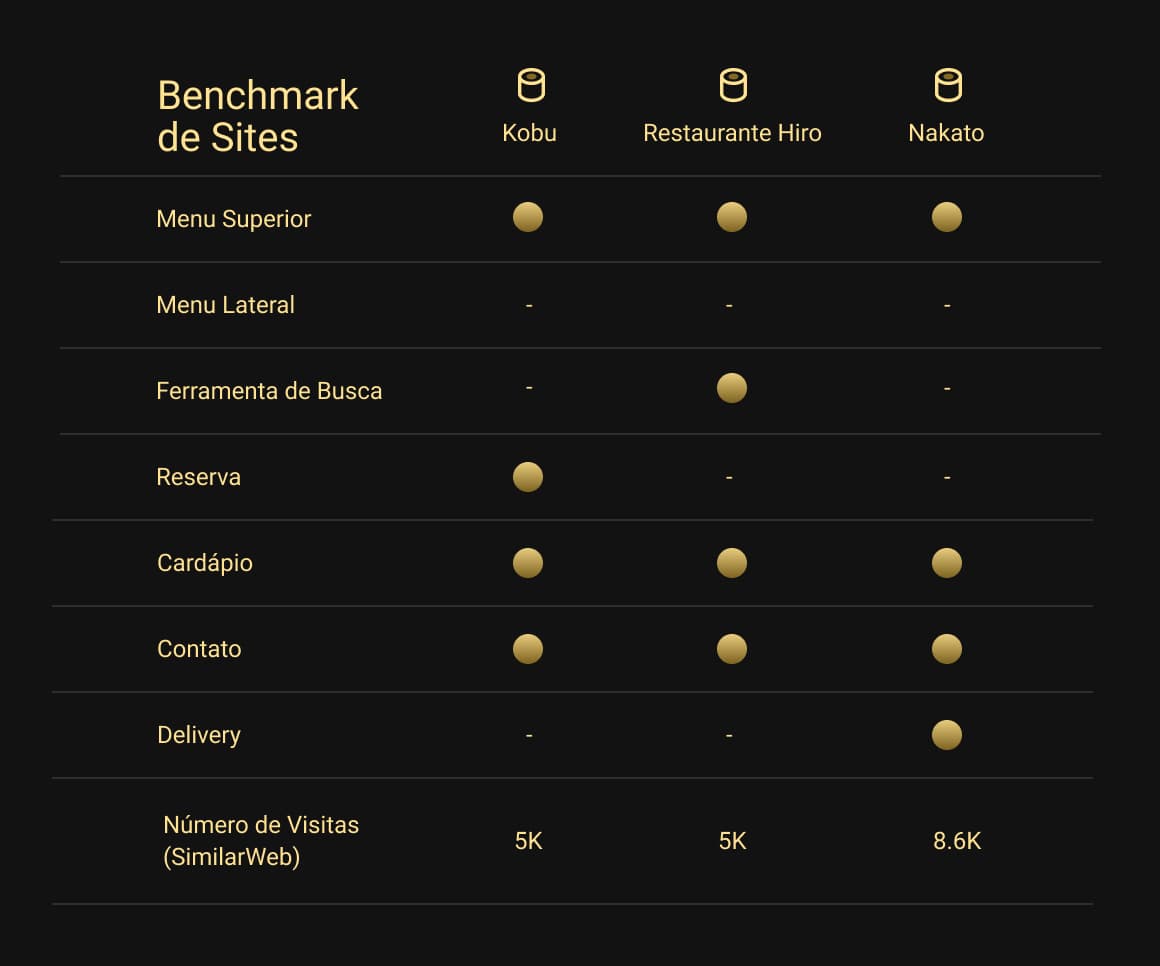 Benchmark
de Sites
Kobu Restaurante Hiro Nakato
Menu Superior
Menu Lateral - - -
Ferramenta de Busca - -
Reserva - -
Cardápio
Contato
Delivery - -
Número de Visitas
(SimilarWeb)
5K 5K 8.6K